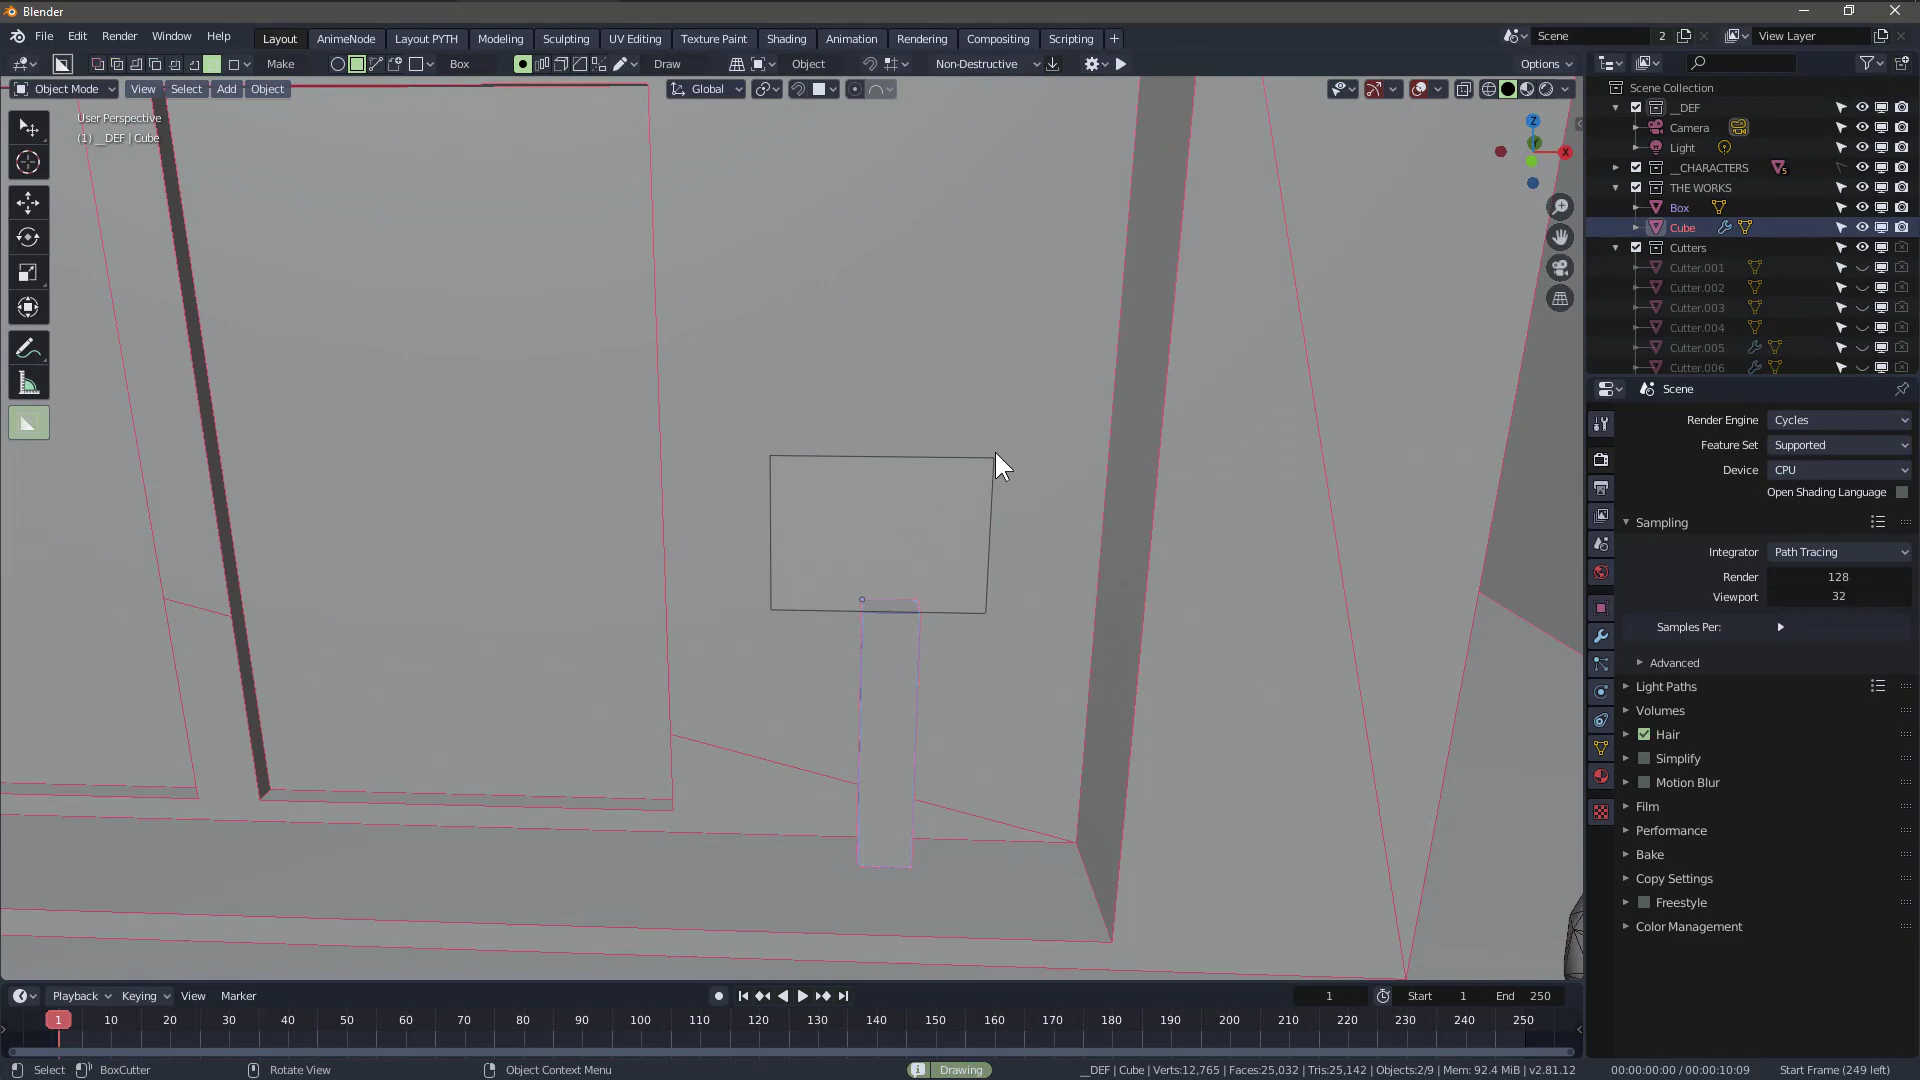 Blender
File Edit Render Window Help
Layout AnimeNode Layout PYTH Modeling Sculpting UV Editing Texture Paint Shading Animation Rendering Compositing Scripting
Scene 2 View Layer
Make Box Draw Object Non-Destructive Options
Object Mode View Select Add Object Global
User Perspective
(1) __DEF | Cube
Z
Y
X
Scene Collection
__DEF
Camera
Light
__CHARACTERS 5
THE WORKS
Box
Cube
Cutters
Cutter.001
Cutter.002
Cutter.003
Cutter.004
Cutter.005
Cutter.006
Scene
Render Engine Cycles
Feature Set Supported
Device CPU
Open Shading Language
Sampling
Integrator Path Tracing
Render 128
Viewport 32
Samples Per:
Advanced
Light Paths
Volumes
Hair
Simplify
Motion Blur
Film
Performance
Bake
Copy Settings
Freestyle
Color Management
Playback Keying View Marker 1 Start 1 End 250
1 10 20 30 40 50 60 70 80 90 100 110 120 130 140 150 160 170 180 190 200 210 220 230 240 250
Select BoxCutter Rotate View Object Context Menu Drawing __DEF | Cube | Verts:12,765 | Faces:25,032 | Tris:25,142 | Objects:2/9 | Mem: 92.4 MiB | v2.81.12 00:00:00:00 / 00:00:10:09 Start Frame (249 left)